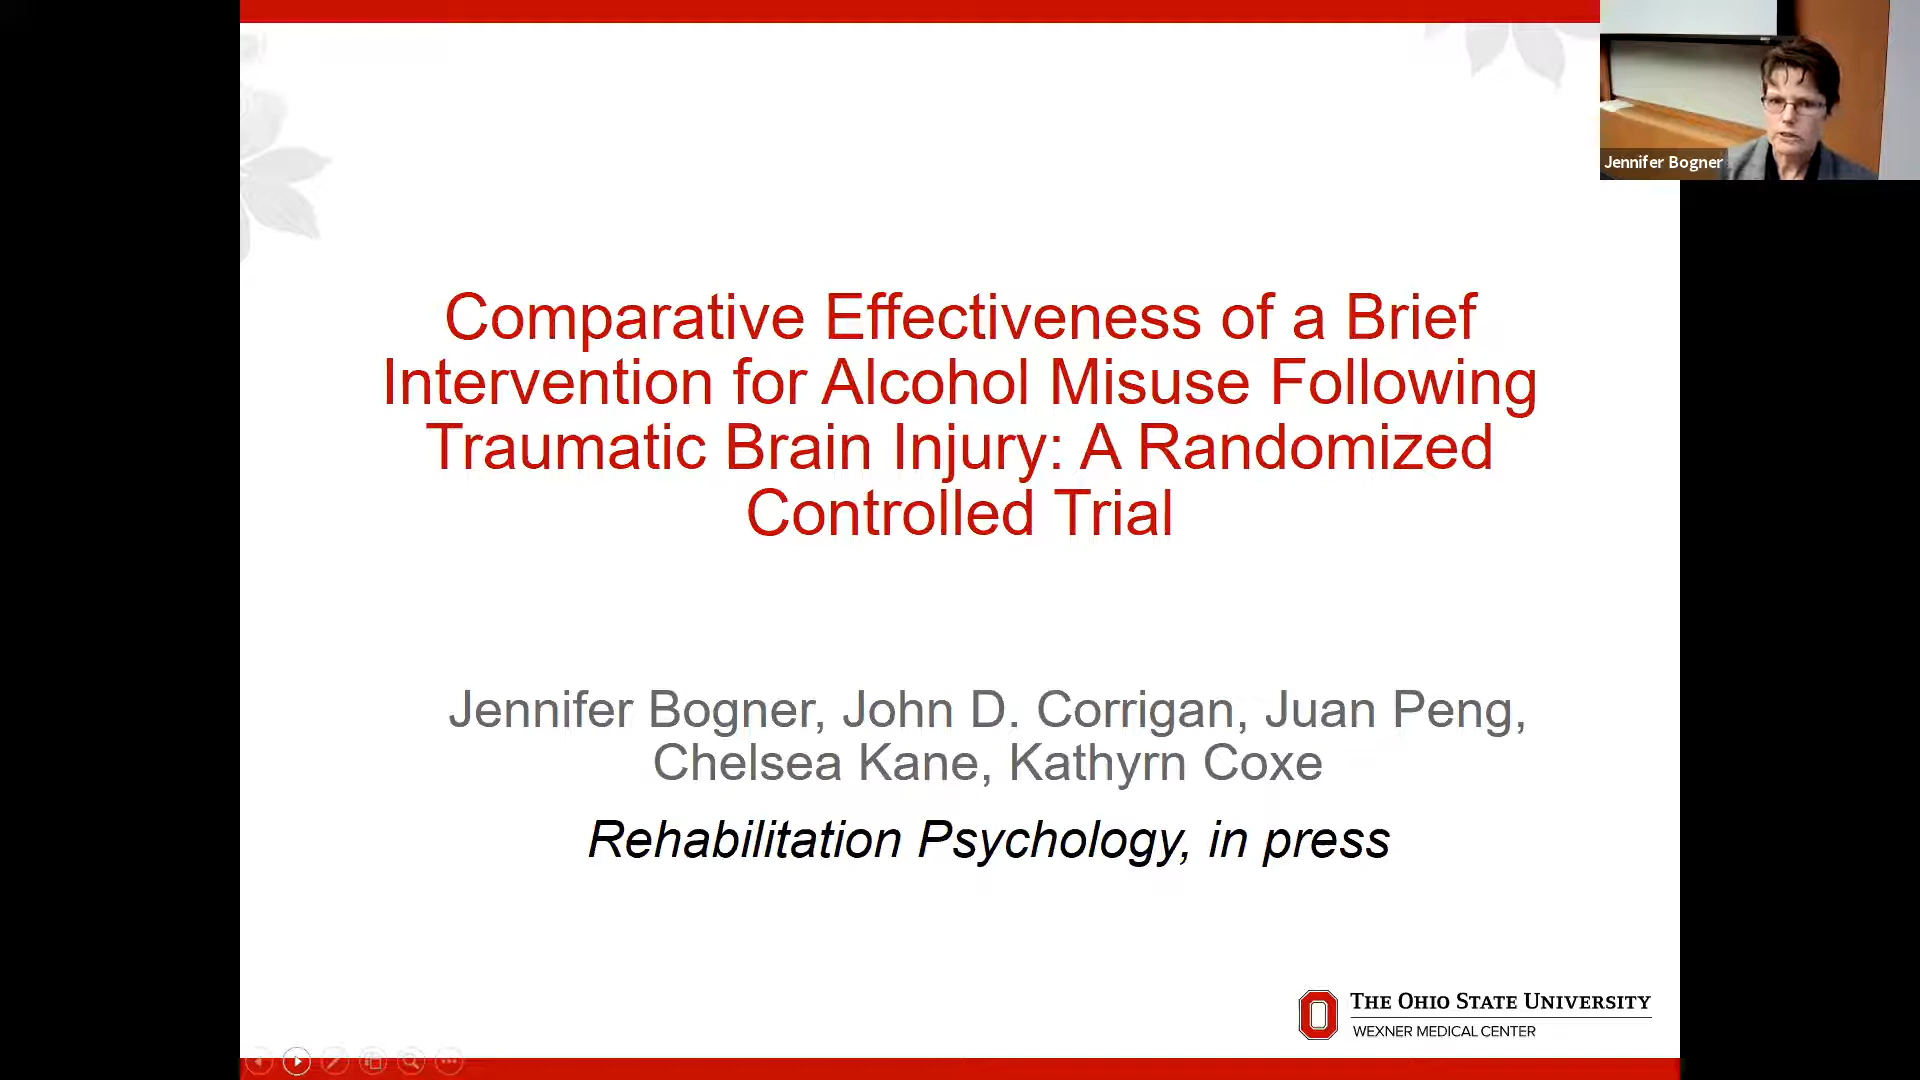 Jennifer Bogner
Comparative Effectiveness of a Brief
Intervention for Alcohol Misuse Following
Traumatic Brain Injury: A Randomized
Controlled Trial
Jennifer Bogner, John D. Corrigan, Juan Peng,
Chelsea Kane, Kathyrn Coxe
Rehabilitation Psychology, in press
THE OHIO STATE UNIVERSITY
WEXNER MEDICAL CENTER